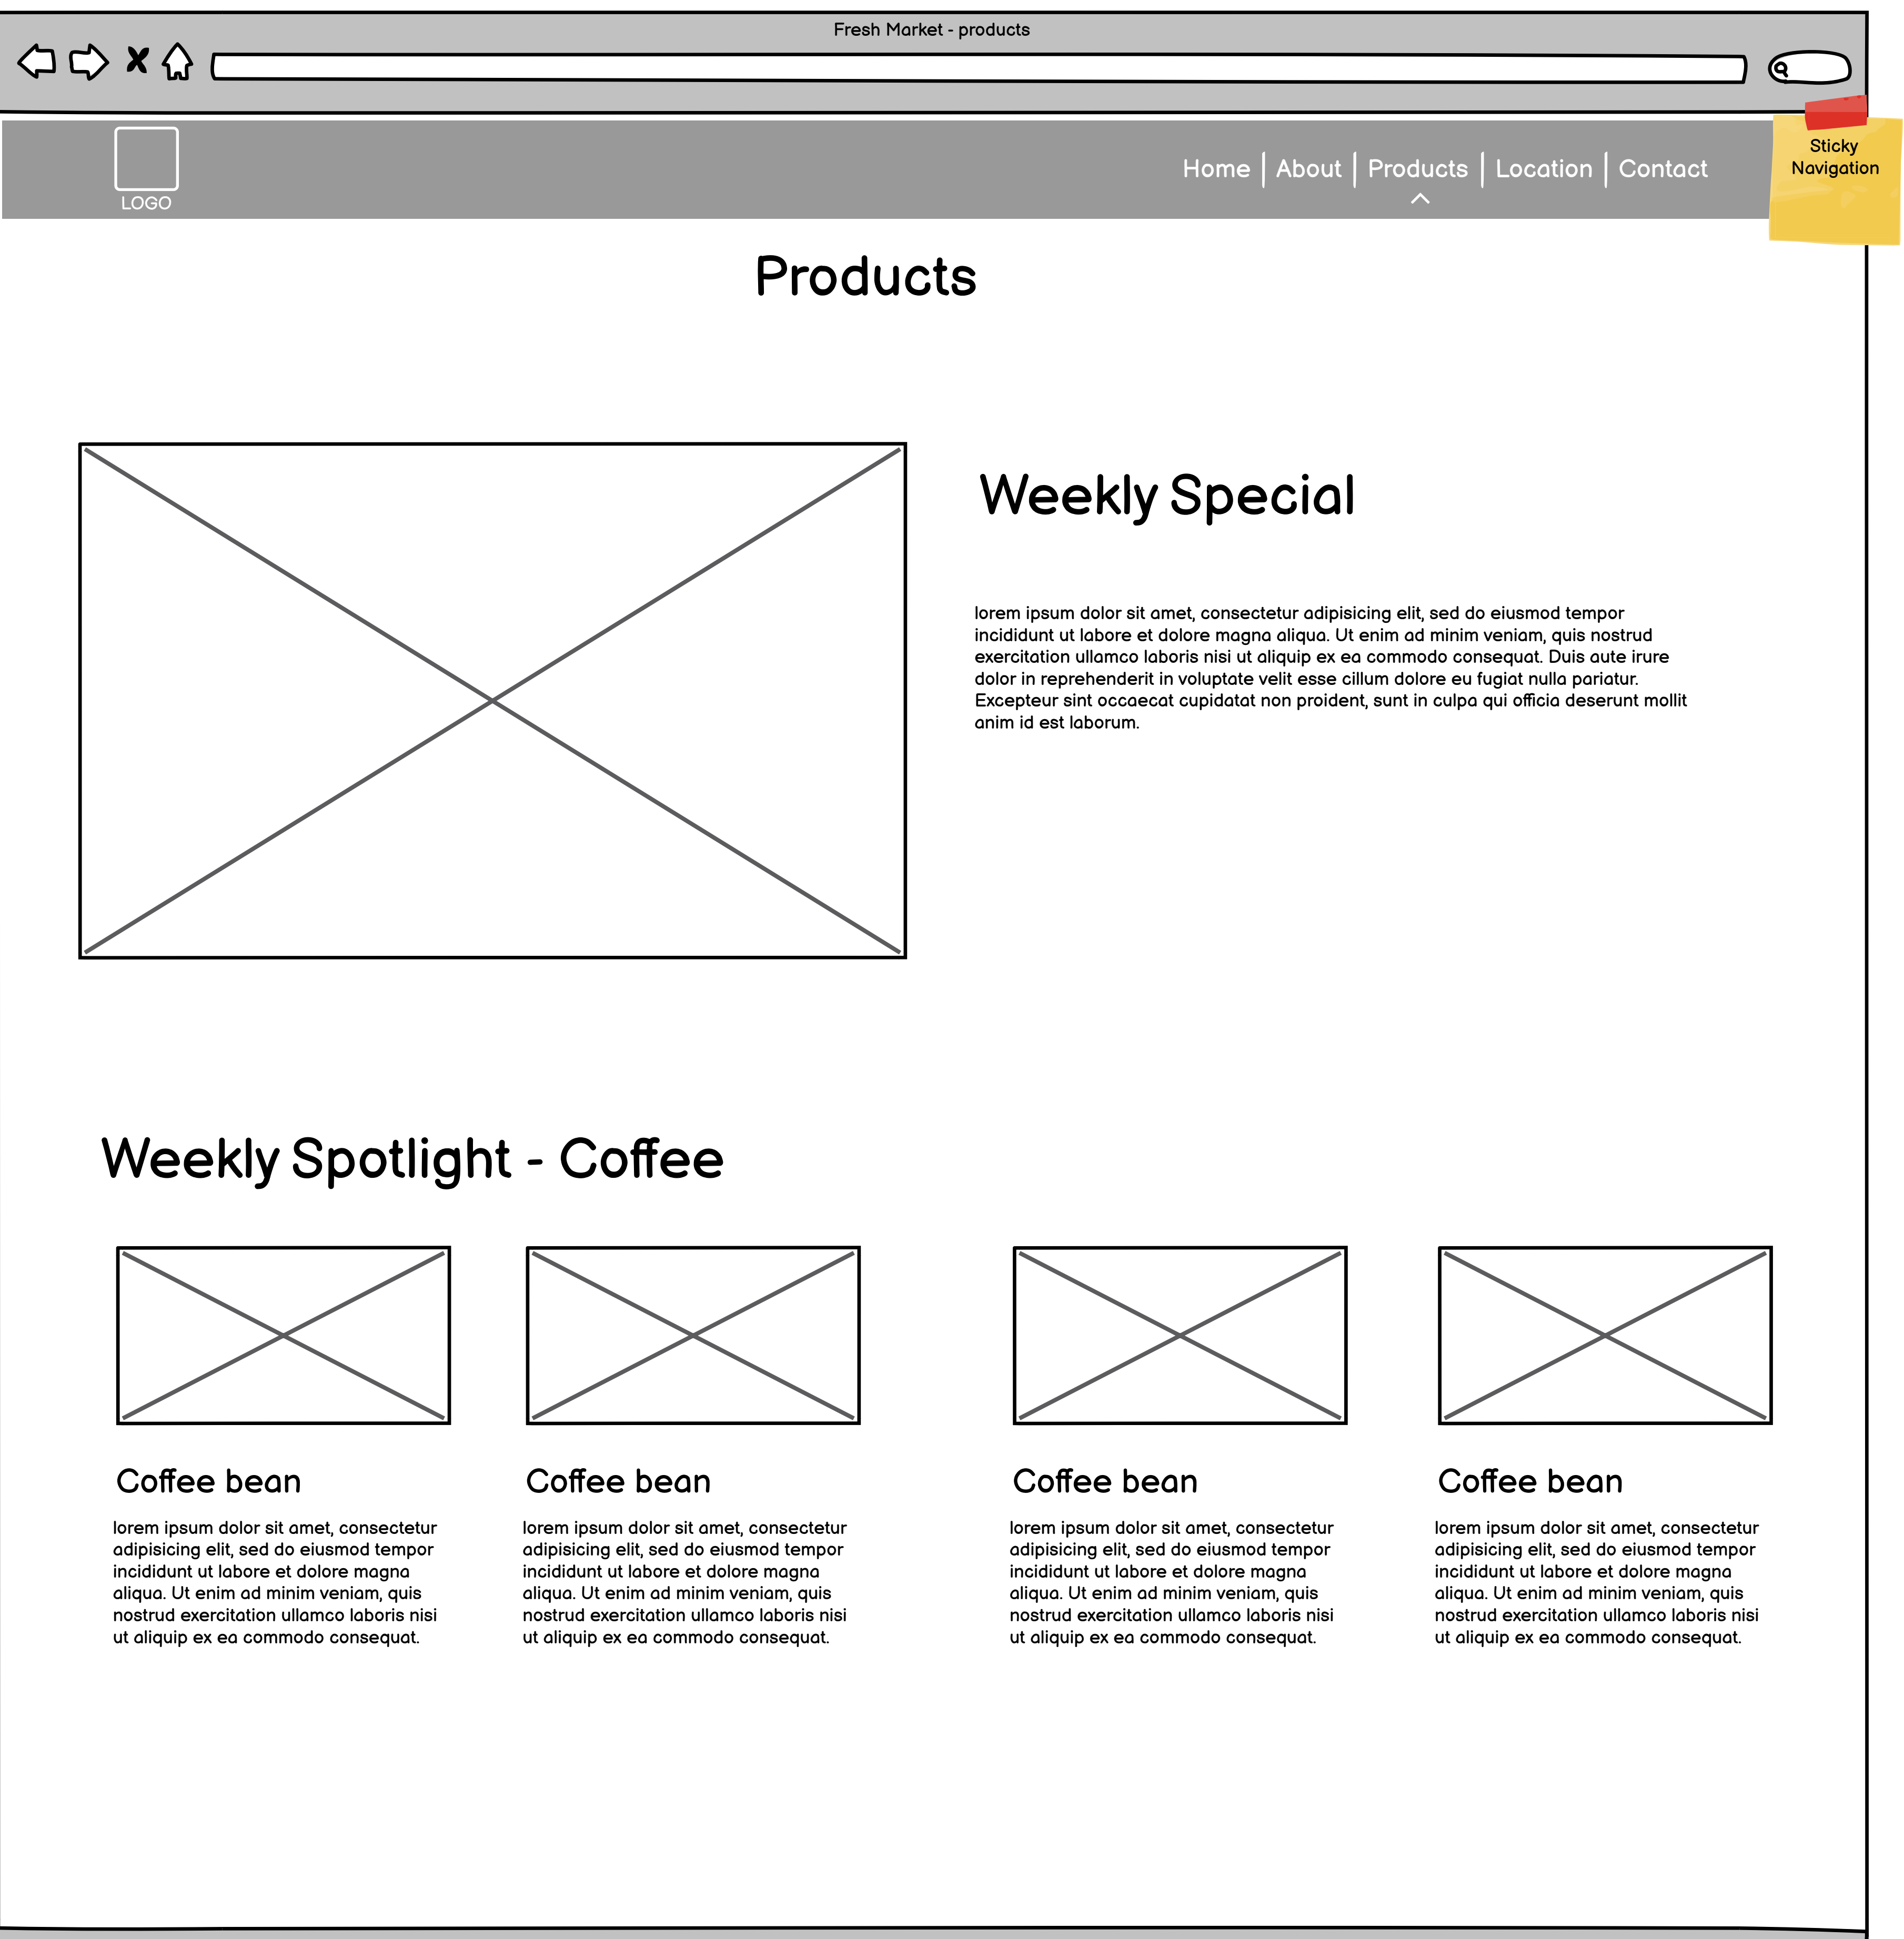 Fresh Market - products
Sticky
Navigation
LOGO
Home | About | Products | Location | Contact
Products
Weekly Special
lorem ipsum dolor sit amet, consectetur adipisicing elit, sed do eiusmod tempor
incididunt ut labore et dolore magna aliqua. Ut enim ad minim veniam, quis nostrud
exercitation ullamco laboris nisi ut aliquip ex ea commodo consequat. Duis aute irure
dolor in reprehenderit in voluptate velit esse cillum dolore eu fugiat nulla pariatur.
Excepteur sint occaecat cupidatat non proident, sunt in culpa qui officia deserunt mollit
anim id est laborum.
Weekly Spotlight - Coffee
Coffee bean
lorem ipsum dolor sit amet, consectetur
adipisicing elit, sed do eiusmod tempor
incididunt ut labore et dolore magna
aliqua. Ut enim ad minim veniam, quis
nostrud exercitation ullamco laboris nisi
ut aliquip ex ea commodo consequat.
Coffee bean
lorem ipsum dolor sit amet, consectetur
adipisicing elit, sed do eiusmod tempor
incididunt ut labore et dolore magna
aliqua. Ut enim ad minim veniam, quis
nostrud exercitation ullamco laboris nisi
ut aliquip ex ea commodo consequat.
Coffee bean
lorem ipsum dolor sit amet, consectetur
adipisicing elit, sed do eiusmod tempor
incididunt ut labore et dolore magna
aliqua. Ut enim ad minim veniam, quis
nostrud exercitation ullamco laboris nisi
ut aliquip ex ea commodo consequat.
Coffee bean
lorem ipsum dolor sit amet, consectetur
adipisicing elit, sed do eiusmod tempor
incididunt ut labore et dolore magna
aliqua. Ut enim ad minim veniam, quis
nostrud exercitation ullamco laboris nisi
ut aliquip ex ea commodo consequat.